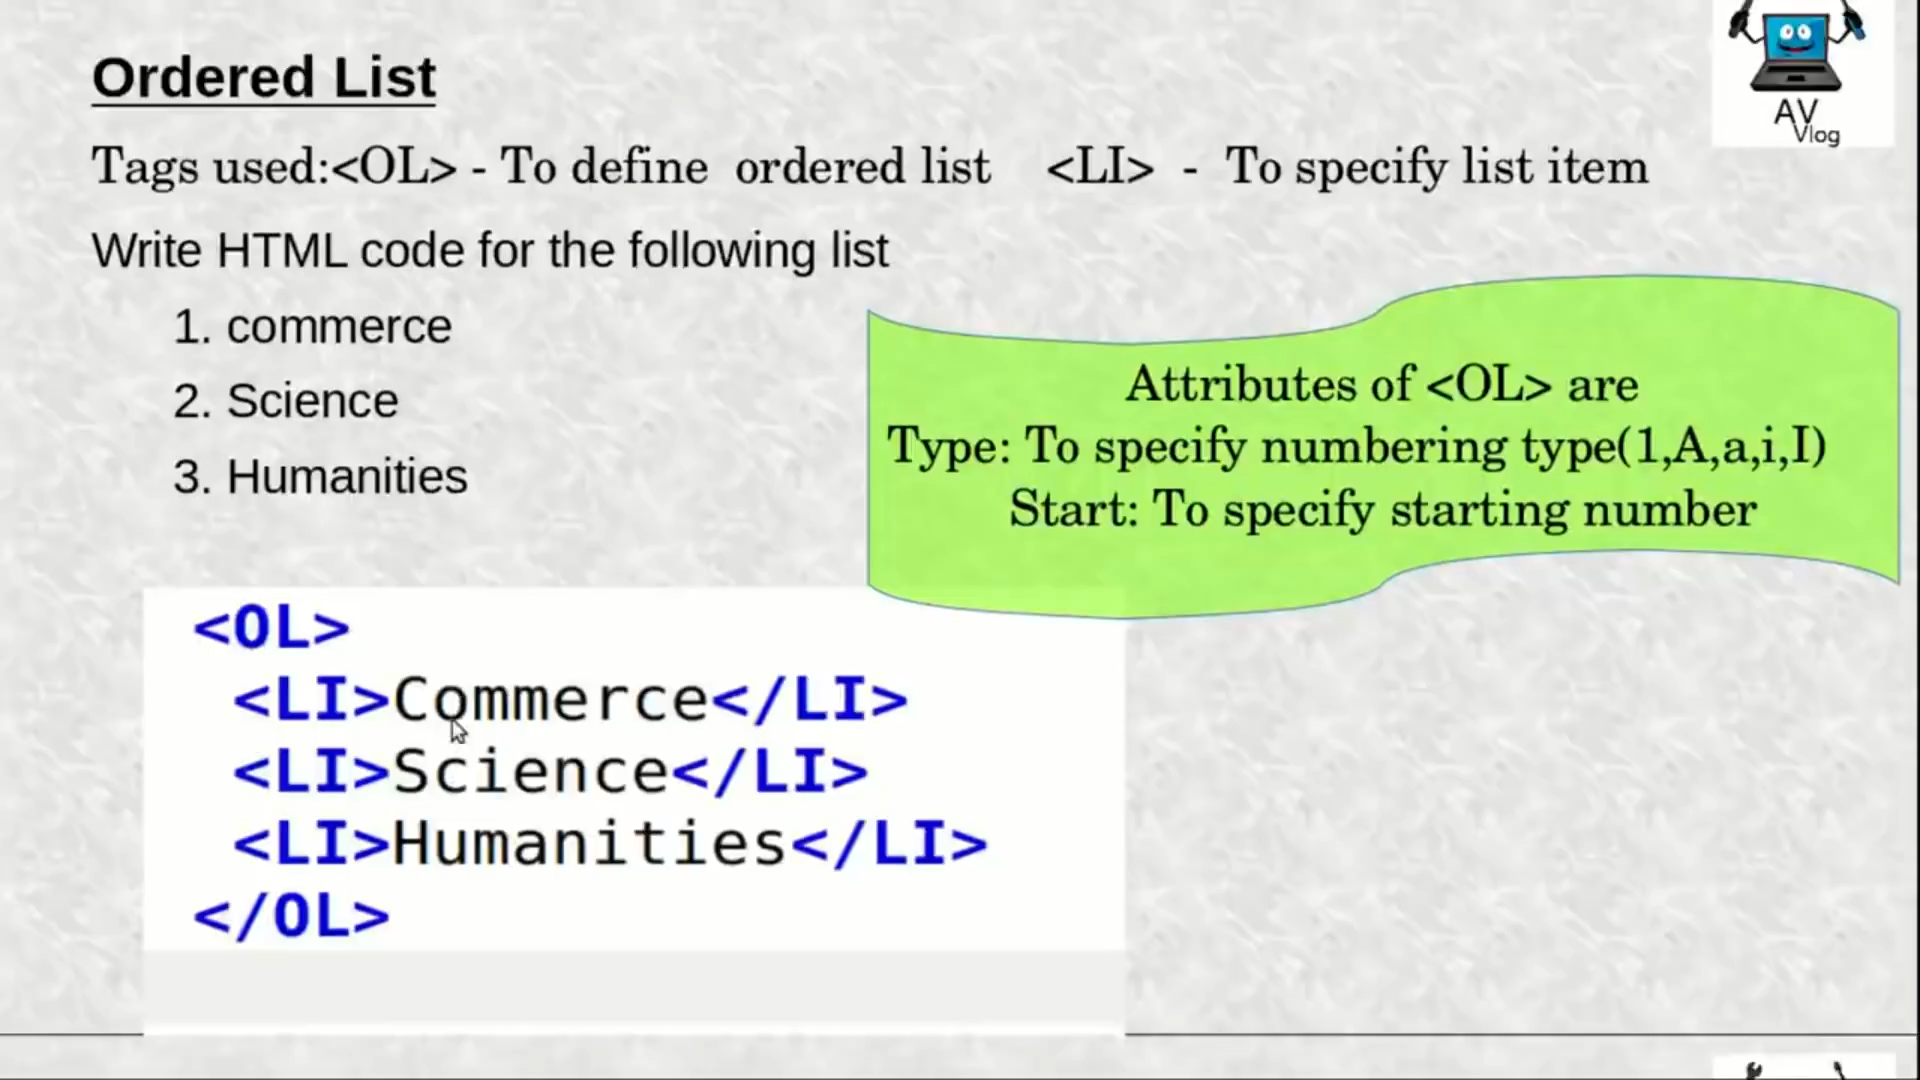 Ordered List
AV
Vlog
Tags used:<OL> - To define ordered list <LI> - To specify list item
Write HTML code for the following list
1. commerce
2. Science
3. Humanities
Attributes of <OL> are
Type: To specify numbering type(1,A,a,i,I)
Start: To specify starting number
<OL>
<LI>Commerce</LI>
<LI>Science</LI>
<LI>Humanities</LI>
</OL>